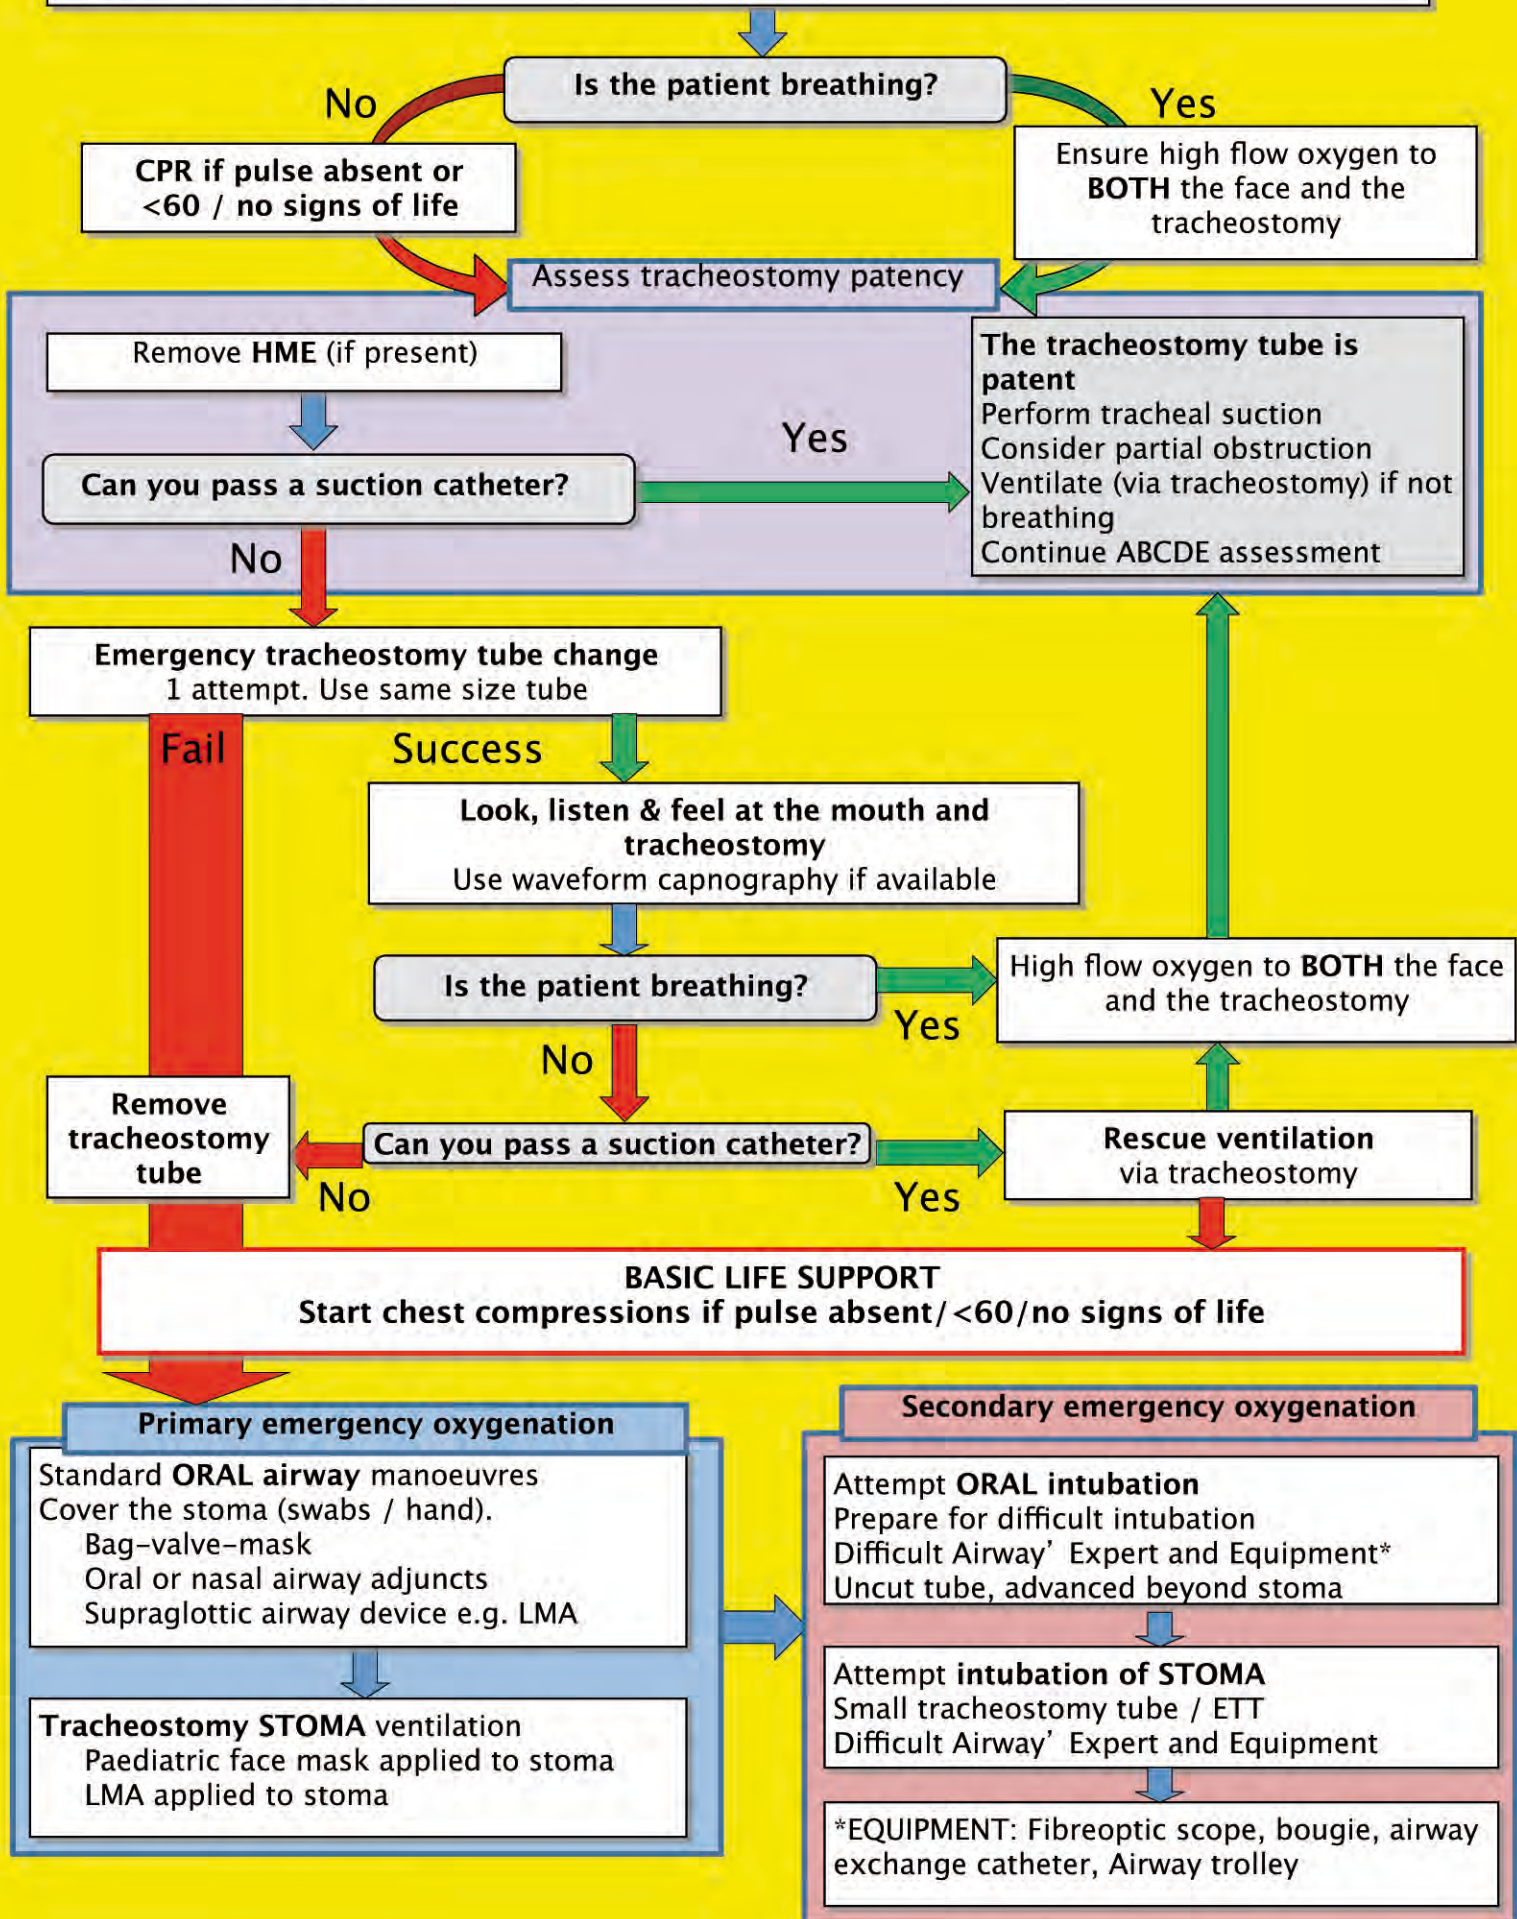 Is the patient breathing?
No
Yes
CPR if pulse absent or
<60 / no signs of life
Ensure high flow oxygen to
BOTH the face and the
tracheostomy
Assess tracheostomy patency
Remove HME (if present)
Can you pass a suction catheter?
Yes
No
The tracheostomy tube is
patent
Perform tracheal suction
Consider partial obstruction
Ventilate (via tracheostomy) if not
breathing
Continue ABCDE assessment
Emergency tracheostomy tube change
1 attempt. Use same size tube
Fail
Success
Look, listen & feel at the mouth and
tracheostomy
Use waveform capnography if available
Is the patient breathing?
Yes
No
High flow oxygen to BOTH the face
and the tracheostomy
Remove
tracheostomy
tube
Can you pass a suction catheter?
No
Yes
Rescue ventilation
via tracheostomy
BASIC LIFE SUPPORT
Start chest compressions if pulse absent/<60/no signs of life
Primary emergency oxygenation
Standard ORAL airway manoeuvres
Cover the stoma (swabs / hand).
Bag-valve-mask
Oral or nasal airway adjuncts
Supraglottic airway device e.g. LMA
Tracheostomy STOMA ventilation
Paediatric face mask applied to stoma
LMA applied to stoma
Secondary emergency oxygenation
Attempt ORAL intubation
Prepare for difficult intubation
Difficult Airway’ Expert and Equipment*
Uncut tube, advanced beyond stoma
Attempt intubation of STOMA
Small tracheostomy tube / ETT
Difficult Airway’ Expert and Equipment
*EQUIPMENT: Fibreoptic scope, bougie, airway
exchange catheter, Airway trolley